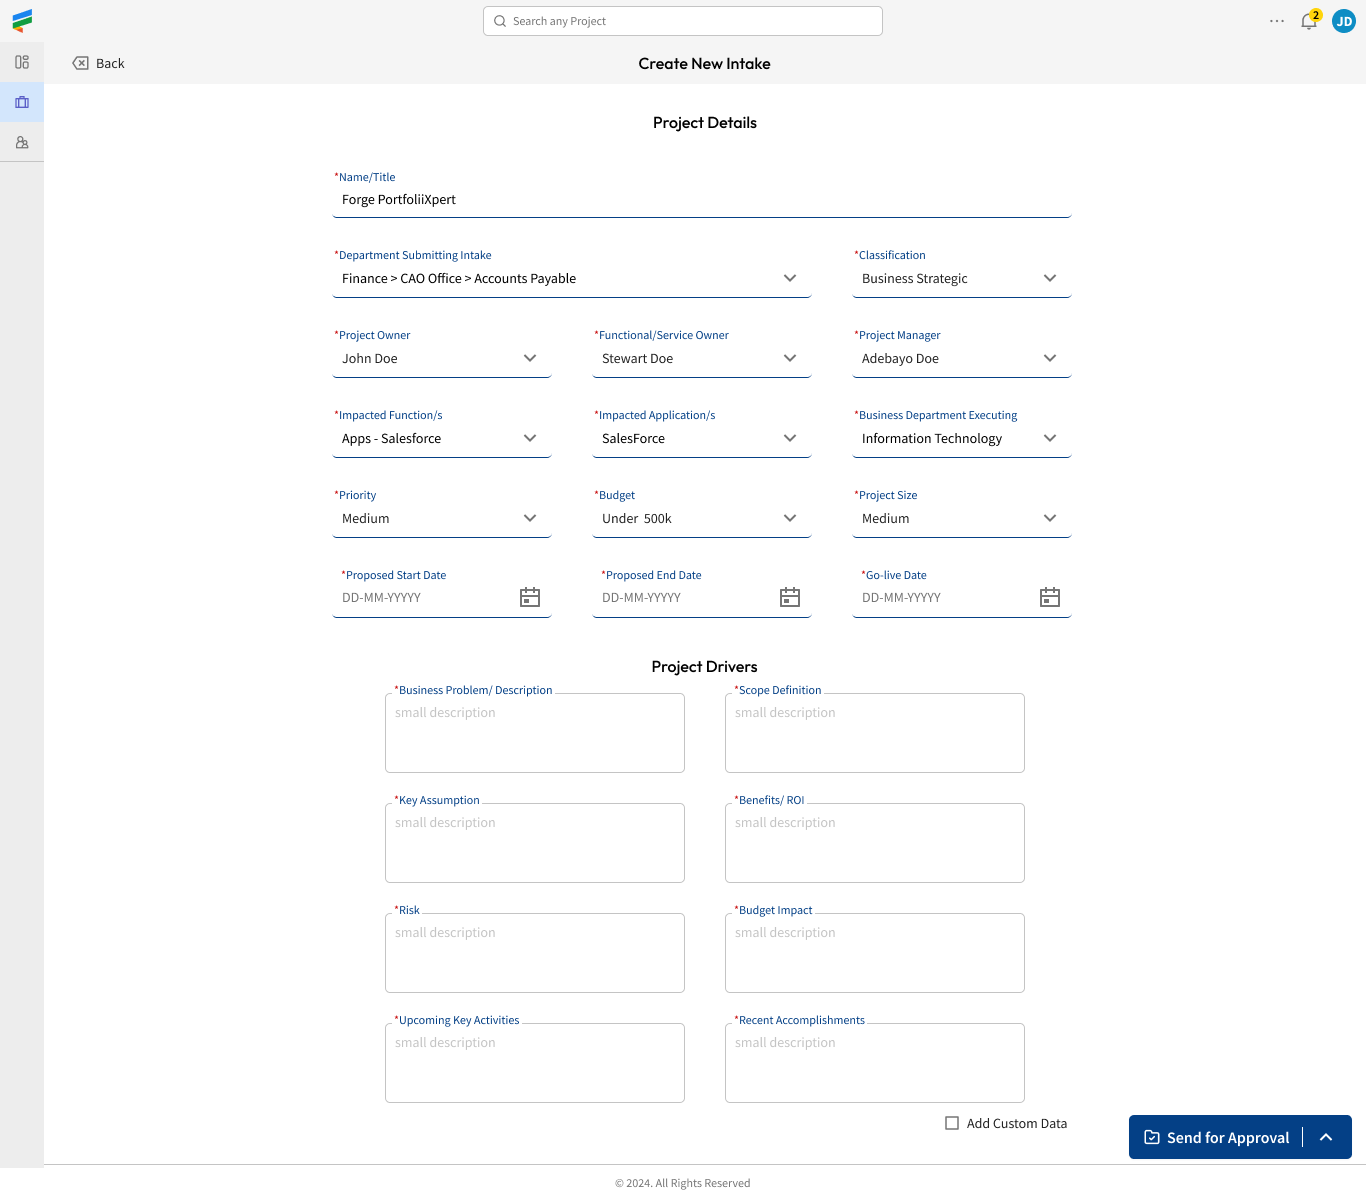 Search any Project
2
JD
Back
Create New Intake
Project Details
*Name/Title
Forge PortfoliiXpert
*Department Submitting Intake
*Classification
Finance > CAO Office > Accounts Payable
Business Strategic
*Project Owner
*Functional/Service Owner
*Project Manager
John Doe
Stewart Doe
Adebayo Doe
*Impacted Function/s
*Impacted Application/s
*Business Department Executing
Apps - Salesforce
SalesForce
Information Technology
*Priority
*Budget
*Project Size
Medium
Under  500k
Medium
*Proposed Start Date
*Proposed End Date
*Go-live Date
DD-MM-YYYYY
DD-MM-YYYYY
DD-MM-YYYYY
Project Drivers
*Business Problem/ Description
*Scope Definition
small description
small description
*Key Assumption
*Benefits/ ROI
small description
small description
*Risk
*Budget Impact
small description
small description
*Upcoming Key Activities
*Recent Accomplishments
small description
small description
Add Custom Data
Send for Approval
© 2024. All Rights Reserved